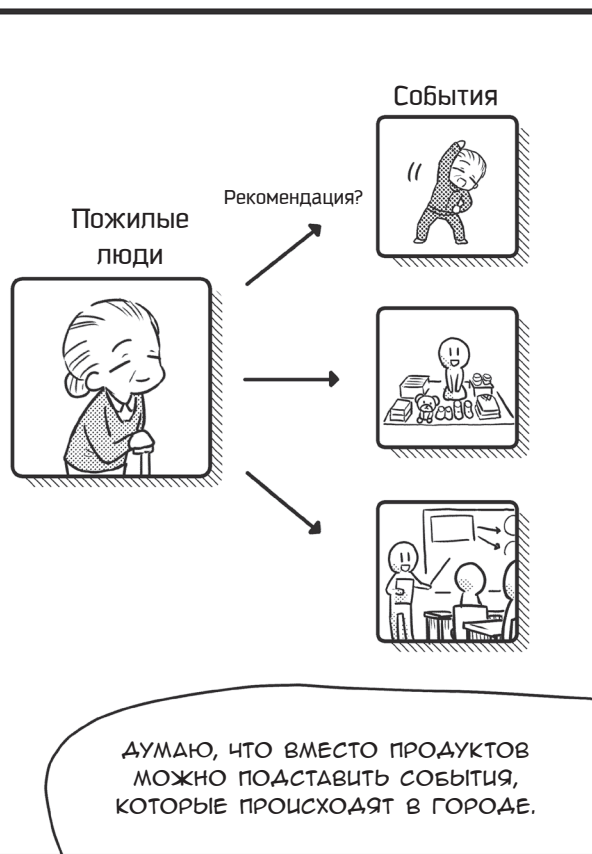 События
Рекомендация?
Пожилые
люди
ДУМАЮ, ЧТО ВМЕСТО ПРОДУКТОВ
МОЖНО ПОДСТАВИТЬ СОБЫТИЯ,
КОТОРЫЕ ПРОИСХОДЯТ В ГОРОДЕ.